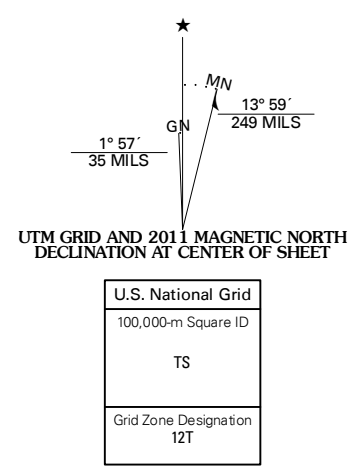 ★
MN
GN
13° 59´
249 MILS
1° 57´
35 MILS
UTM GRID AND 2011 MAGNETIC NORTH
DECLINATION AT CENTER OF SHEET
U.S. National Grid
100,000-m Square ID
TS
Grid Zone Designation
12T